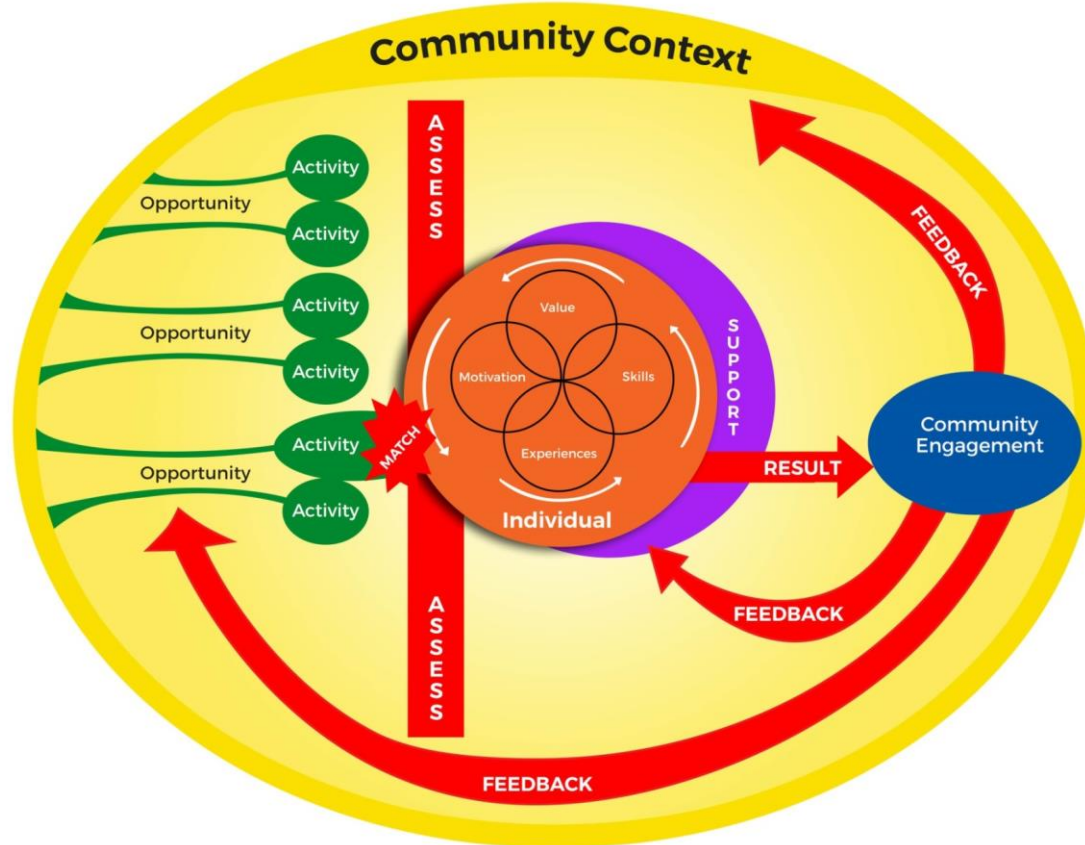 Community Context
ASSESS
Activity
Opportunity
Activity
Activity
Opportunity
Activity
Activity
Opportunity
Activity
MATCH
Value
Motivation
Skills
Experiences
Individual
SUPPORT
RESULT
Community
Engagement
FEEDBACK
FEEDBACK
ASSESS
FEEDBACK